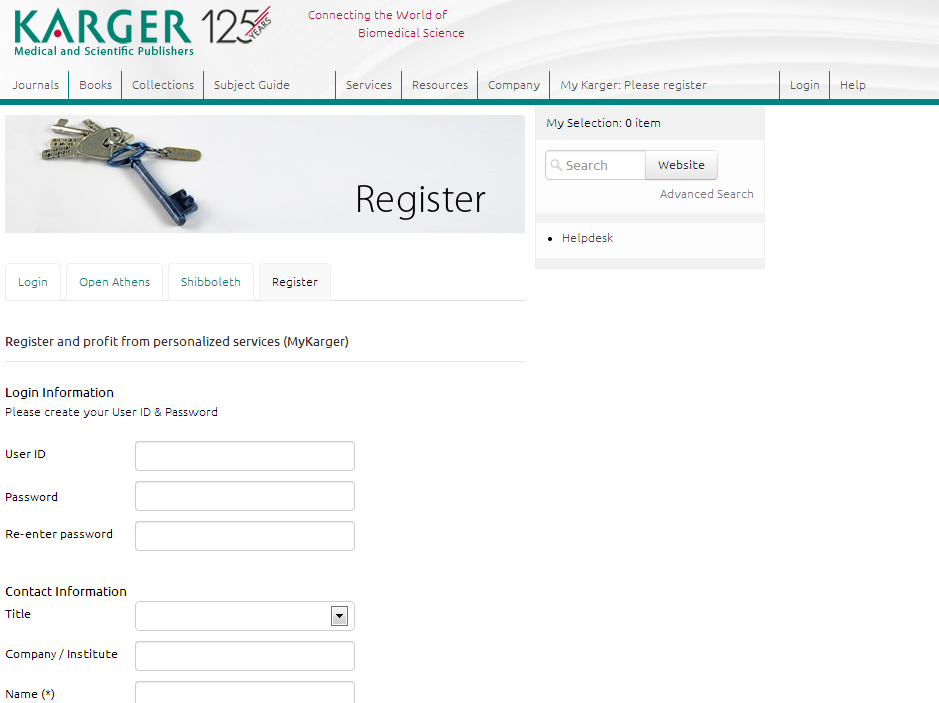 KARGER 125 YEARS
Medical and Scientific Publishers
Connecting the World of
Biomedical Science
Journals Books Collections Subject Guide Services Resources Company My Karger: Please register Login Help
Register
My Selection: 0 item
Search Website
Advanced Search
Helpdesk
Login Open Athens Shibboleth Register
Register and profit from personalized services (MyKarger)
Login Information
Please create your User ID & Password
User ID
Password
Re-enter password
Contact Information
Title
Company / Institute
Name (*)